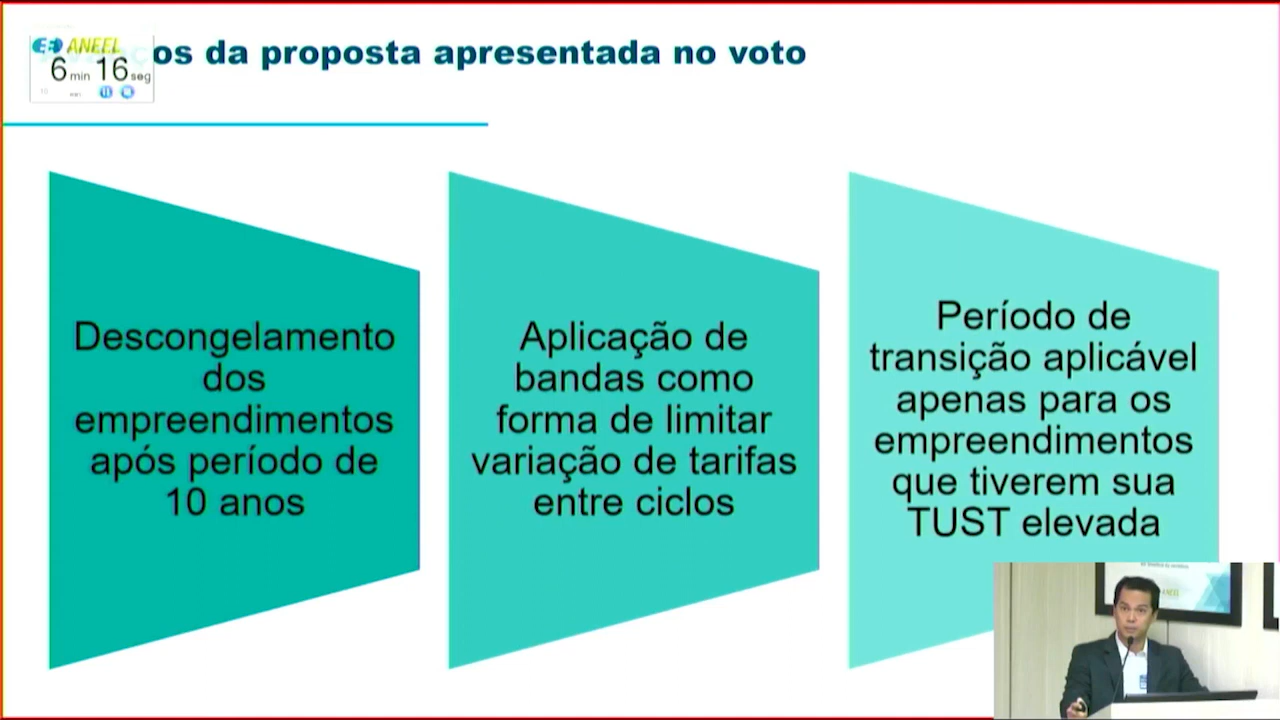 ANEEL
os da proposta apresentada no voto
6 min 16 seg
10
Descongelamento
dos
empreendimentos
após período de
10 anos
Aplicação de
bandas como
forma de limitar
variação de tarifas
entre ciclos
Período de
transição aplicável
apenas para os
empreendimentos
que tiverem sua
TUST elevada